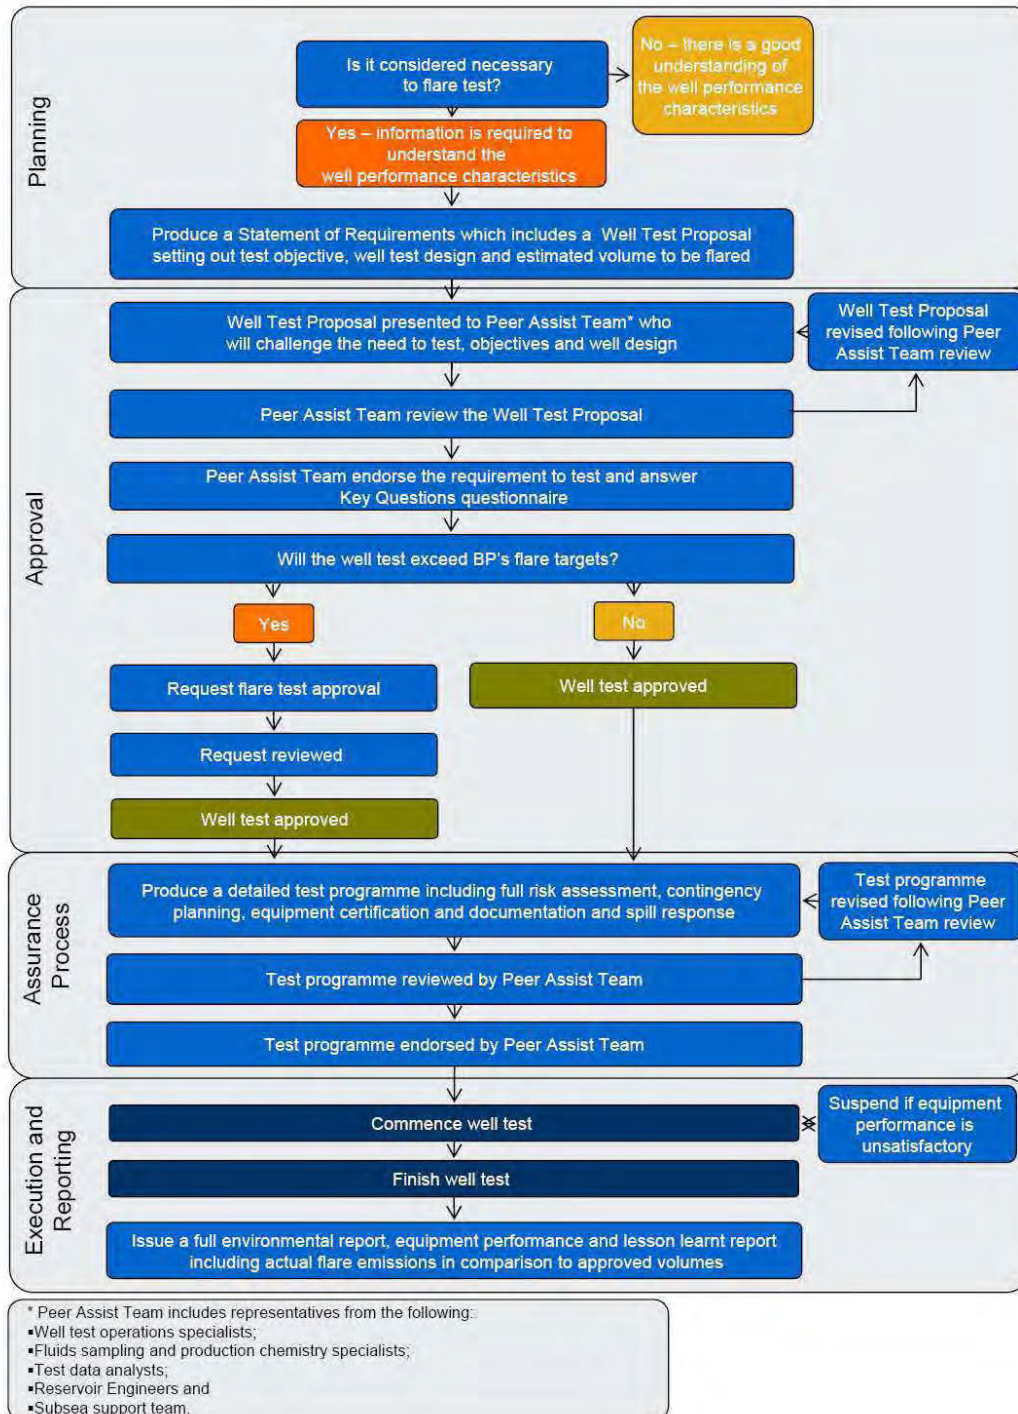 Planning
Is it considered necessary
to flare test?
No – there is a good
understanding of
the well performance
characteristics
Yes – information is required to
understand the
well performance characteristics
Produce a Statement of Requirements which includes a Well Test Proposal
setting out test objective, well test design and estimated volume to be flared
Approval
Well Test Proposal presented to Peer Assist Team* who
will challenge the need to test, objectives and well design
Well Test Proposal
revised following Peer
Assist Team review
Peer Assist Team review the Well Test Proposal
Peer Assist Team endorse the requirement to test and answer
Key Questions questionnaire
Will the well test exceed BP's flare targets?
Yes
No
Request flare test approval
Well test approved
Request reviewed
Well test approved
Assurance
Process
Produce a detailed test programme including full risk assessment, contingency
planning, equipment certification and documentation and spill response
Test programme
revised following Peer
Assist Team review
Test programme reviewed by Peer Assist Team
Test programme endorsed by Peer Assist Team
Execution and
Reporting
Commence well test
Suspend if equipment
performance is
unsatisfactory
Finish well test
Issue a full environmental report, equipment performance and lesson learnt report
including actual flare emissions in comparison to approved volumes
* Peer Assist Team includes representatives from the following:
▪Well test operations specialists;
▪Fluids sampling and production chemistry specialists;
▪Test data analysts;
▪Reservoir Engineers and
▪Subsea support team.